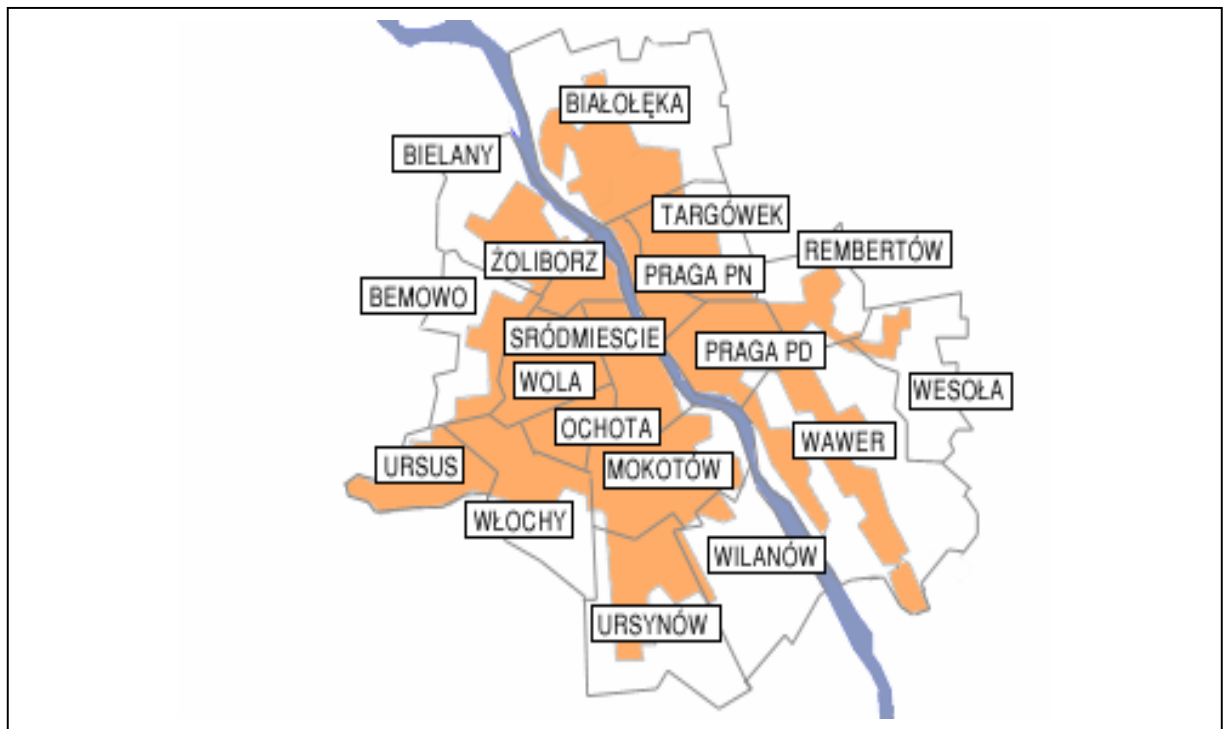 BIAŁOŁĘKA
BIELANY
TARGÓWEK
REMBERTÓW
ŻOLIBORZ
PRAGA PN
BEMOWO
SRÓDMIESCIE
PRAGA PD
WOLA
WESOŁA
OCHOTA
WAWER
URSUS
MOKOTÓW
WŁOCHY
WILANÓW
URSYNÓW